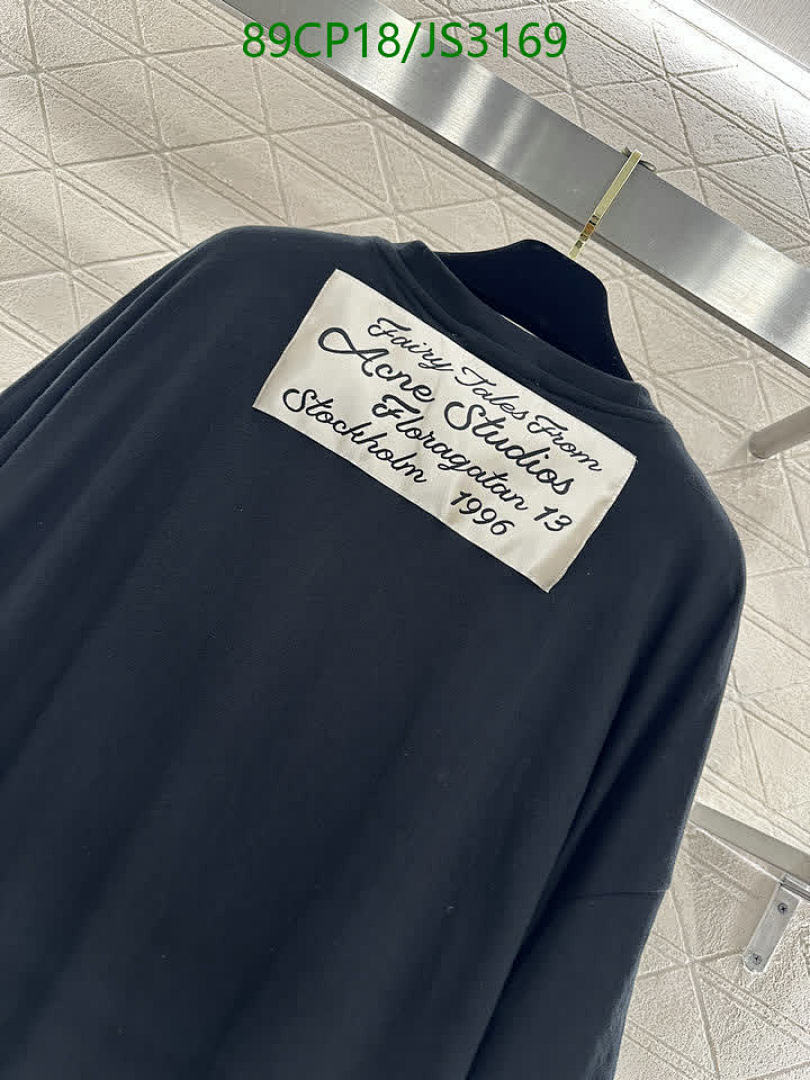 89CP18/JS3169
Fairy Tales From
Acne Studios
Floragatan 13
Stockholm 1996